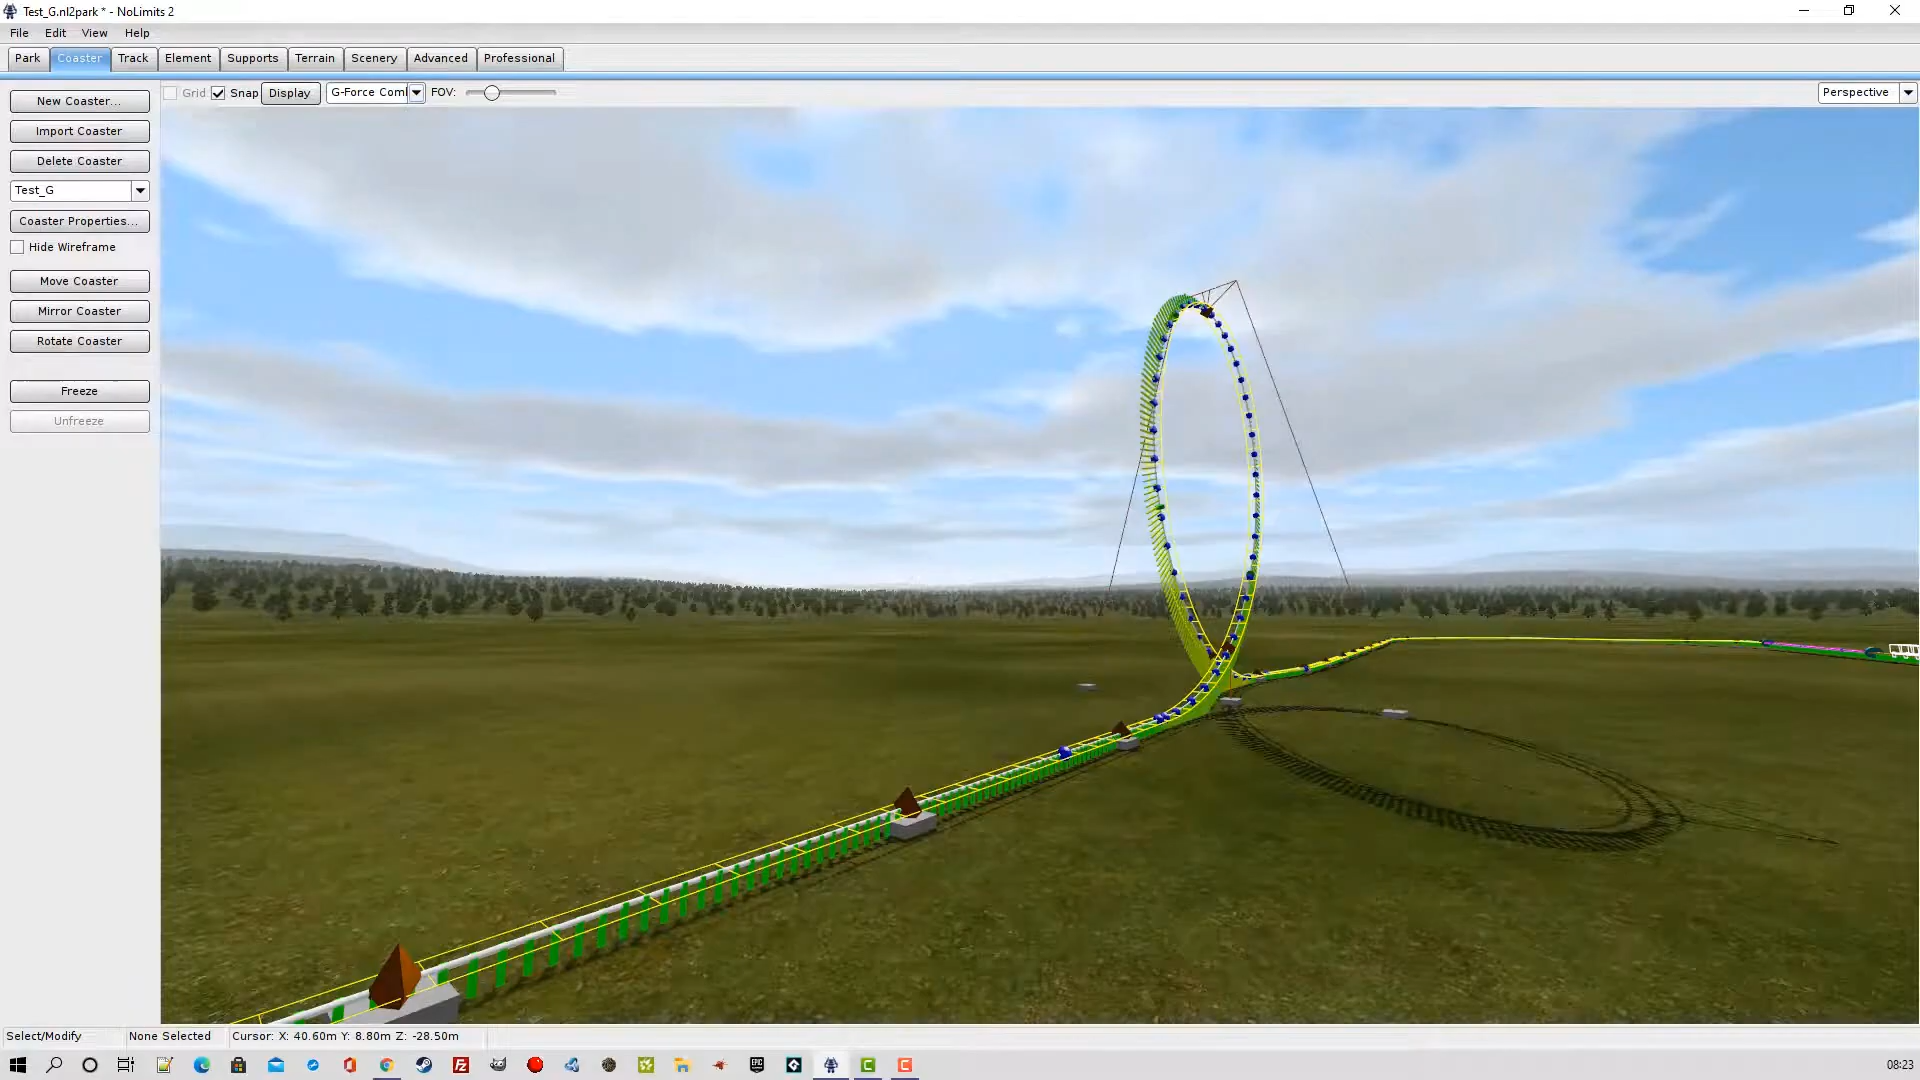 Test_G.nl2park * - NoLimits 2
File Edit View Help
Park Coaster Track Element Supports Terrain Scenery Advanced Professional
Grid Snap Display G-Force Coml FOV: Perspective
New Coaster...
Import Coaster
Delete Coaster
Test_G
Coaster Properties...
Hide Wireframe
Move Coaster
Mirror Coaster
Rotate Coaster
Freeze
Unfreeze
Select/Modify None Selected Cursor: X: 40.60m Y: 8.80m Z: -28.50m
08:23